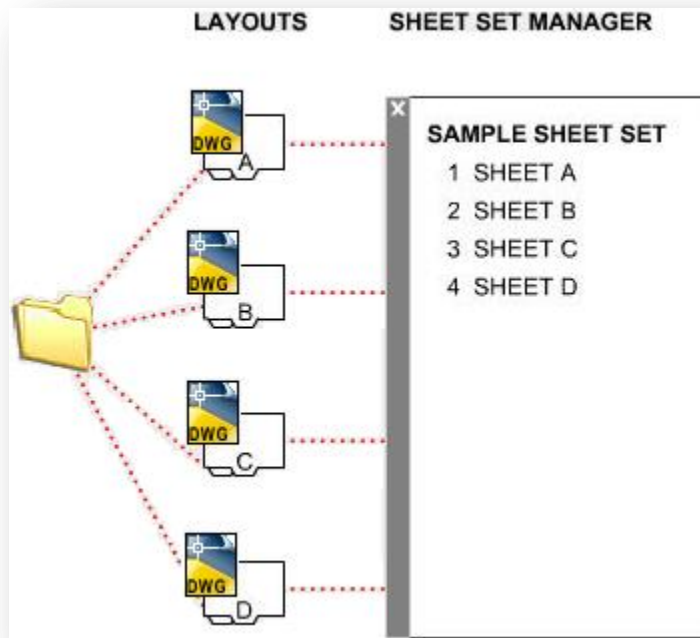 LAYOUTS SHEET SET MANAGER
DWG
A
X
SAMPLE SHEET SET
1 SHEET A
2 SHEET B
3 SHEET C
4 SHEET D
DWG
B
DWG
C
DWG
D